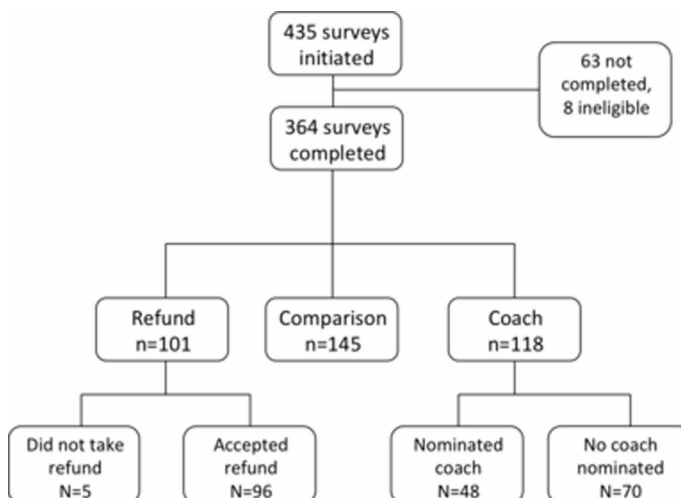 435 surveys
initiated
63 not
completed,
8 ineligible
364 surveys
completed
Refund
n=101
Comparison
n=145
Coach
n=118
Did not take
refund
N=5
Accepted
refund
N=96
Nominated
coach
N=48
No coach
nominated
N=70